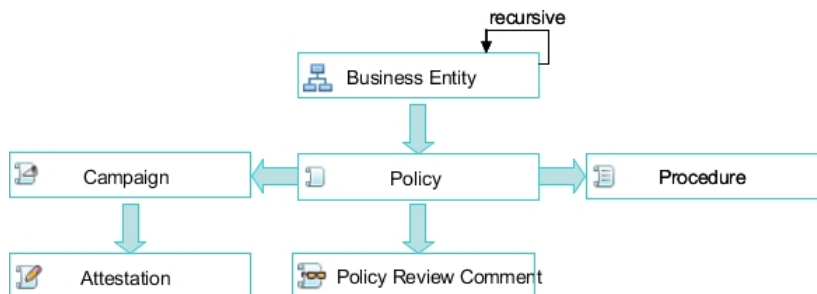 recursive
Business Entity
Campaign
Policy
Procedure
Attestation
Policy Review Comment